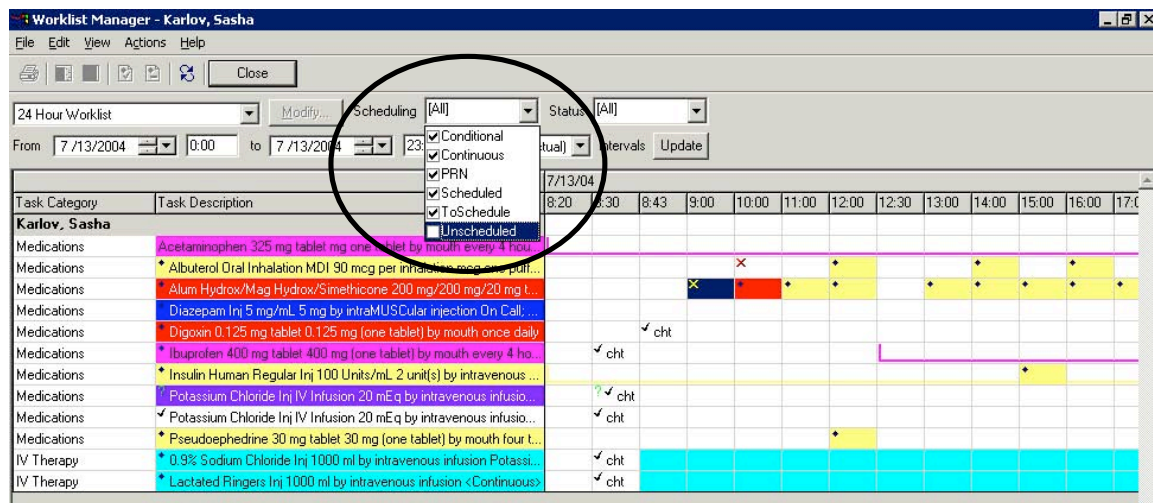 Worklist Manager - Karlov, Sasha
File Edit View Actions Help
Close
24 Hour Worklist Modify... Scheduling [All] Status [All]
From 7/13/2004 0:00 to 7/13/2004 Intervals Update
Conditional
Continuous
PRN
Scheduled
ToSchedule
Unscheduled
7/13/04
Task Category Task Description 8:20 8:30 8:43 9:00 10:00 11:00 12:00 12:30 13:00 14:00 15:00 16:00
Karlov, Sasha
Medications Acetaminophen 325 mg tablet mg one tablet by mouth every 4 hou...
Medications Albuterol Oral Inhalation MDI 90 mcg per inhalation mcg one puff...
Medications Alum Hydrox/Mag Hydrox/Simethicone 200 mg/200 mg/20 mg t...
Medications Diazepam Inj 5 mg/mL 5 mg by intraMUSCular injection On Call; ...
Medications Digoxin 0.125 mg tablet 0.125 mg (one tablet) by mouth once daily cht
Medications Ibuprofen 400 mg tablet 400 mg (one tablet) by mouth every 4 ho... cht
Medications Insulin Human Regular Inj 100 Units/mL 2 unit(s) by intravenous ...
Medications ? Potassium Chloride Inj IV Infusion 20 mEq by intravenous infusio... ? cht
Medications Potassium Chloride Inj IV Infusion 20 mEq by intravenous infusio... cht
Medications Pseudoephedrine 30 mg tablet 30 mg (one tablet) by mouth four t...
IV Therapy 0.9% Sodium Chloride Inj 1000 ml by intravenous infusion Potassi... cht
IV Therapy Lactated Ringers Inj 1000 ml by intravenous infusion <Continuous> cht